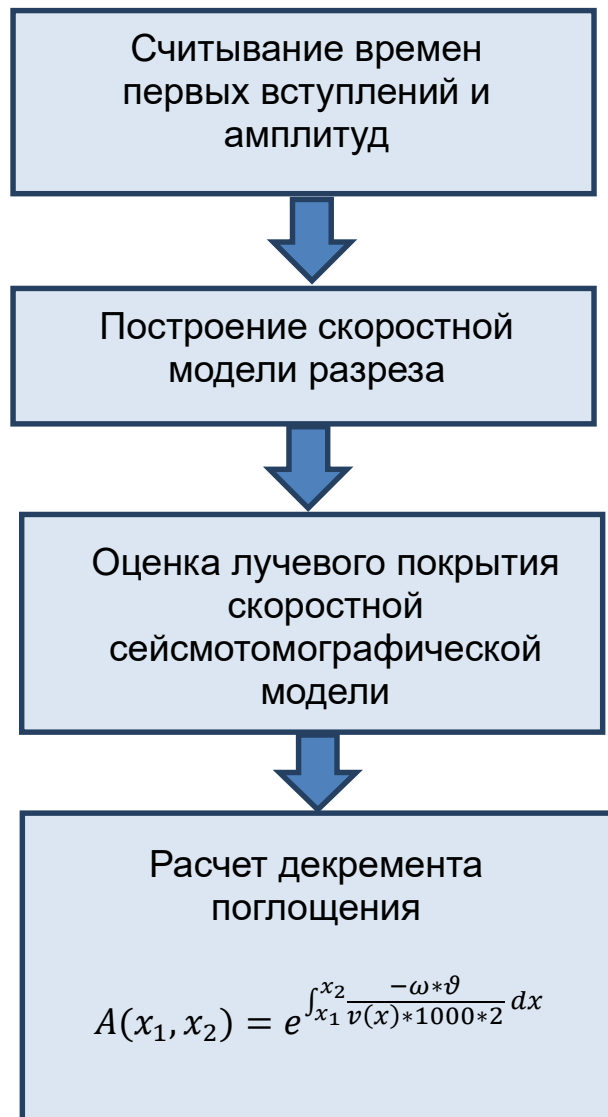 Считывание времен
первых вступлений и
амплитуд
Построение скоростной
модели разреза
Оценка лучевого покрытия
скоростной
сейсмотомографической
модели
Расчет декремента
поглощения
A(x₁, x₂) = e^{∫_{x₁}^{x₂} \frac{−ω*ϑ}{v(x)*1000*2} dx}